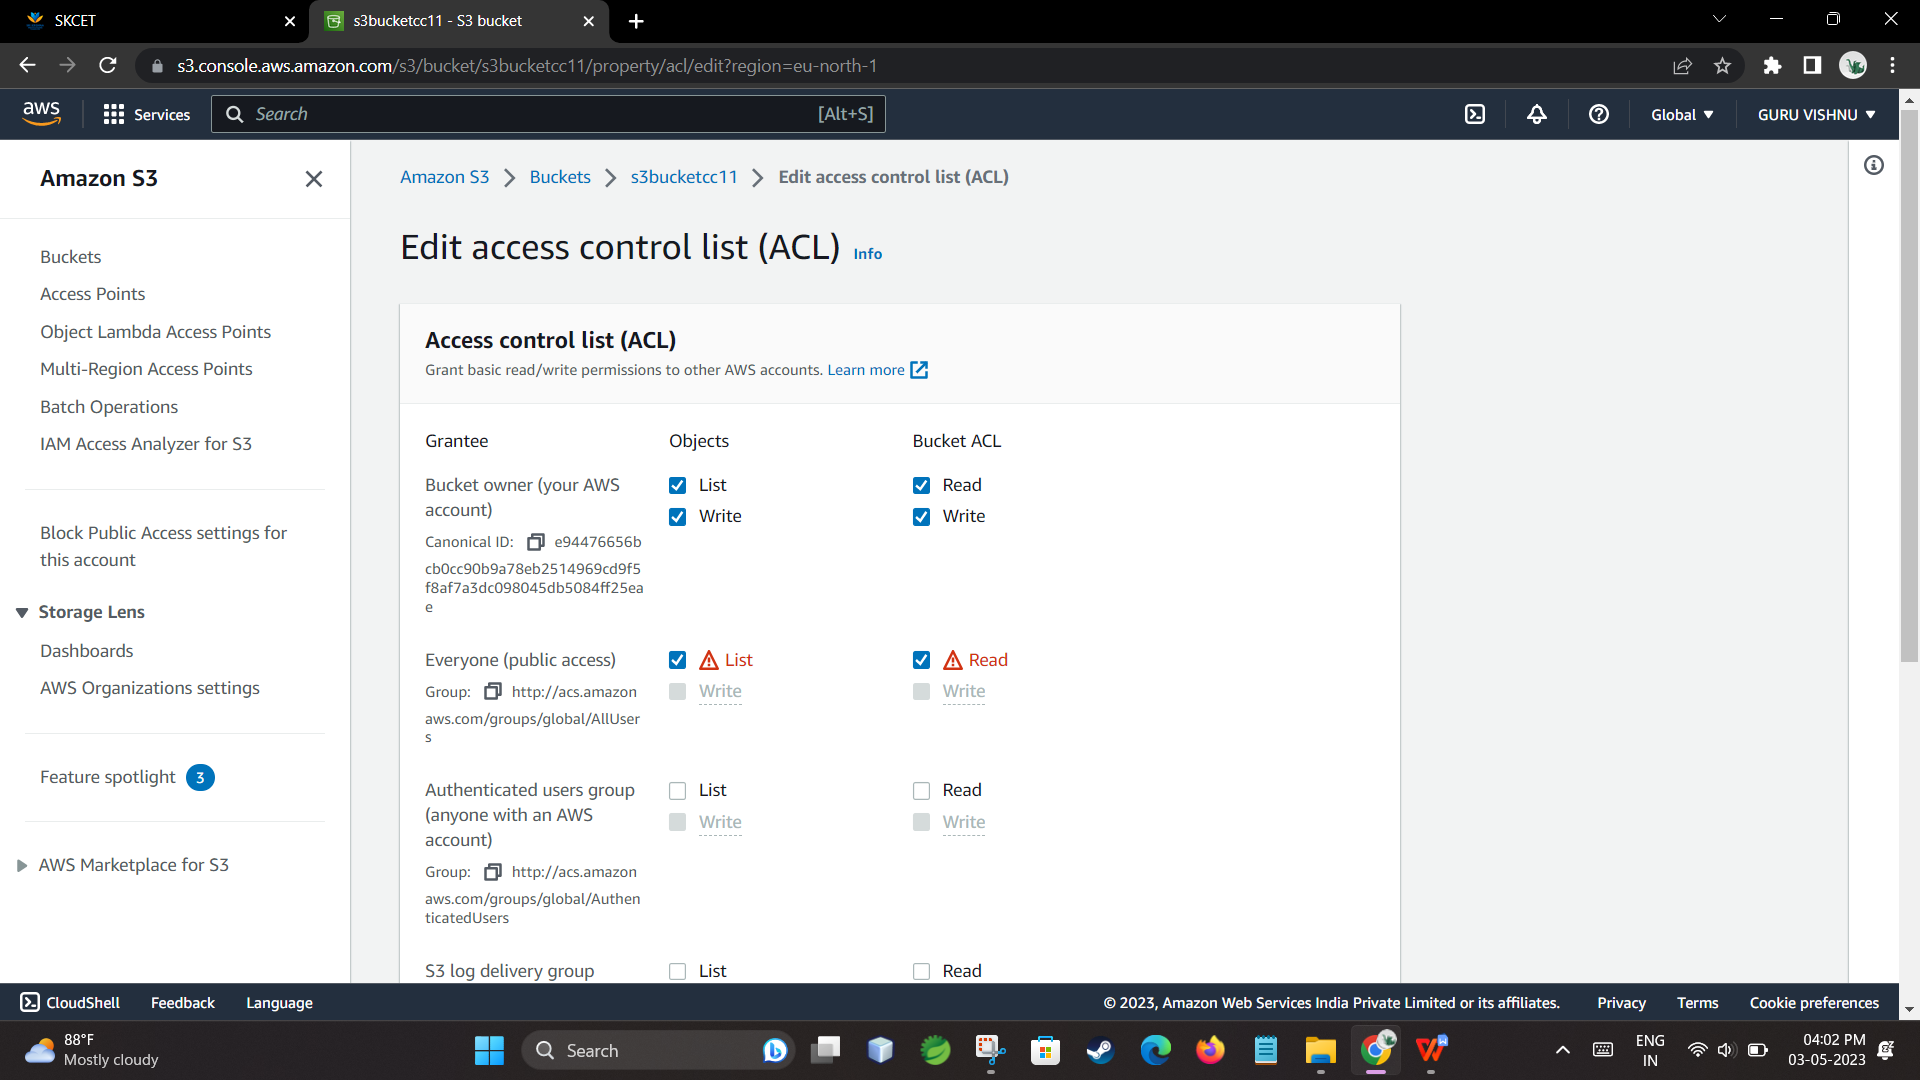 SKCET
s3bucketcc11 - S3 bucket
s3.console.aws.amazon.com/s3/bucket/s3bucketcc11/property/acl/edit?region=eu-north-1
aws
Services
Search
[Alt+S]
Global
GURU VISHNU
Amazon S3
Buckets
Access Points
Object Lambda Access Points
Multi-Region Access Points
Batch Operations
IAM Access Analyzer for S3
Block Public Access settings for
this account
Storage Lens
Dashboards
AWS Organizations settings
Feature spotlight 3
AWS Marketplace for S3
Amazon S3 > Buckets > s3bucketcc11 > Edit access control list (ACL)
Edit access control list (ACL) Info
Access control list (ACL)
Grant basic read/write permissions to other AWS accounts. Learn more
Grantee Objects Bucket ACL
Bucket owner (your AWS
account)
Canonical ID: e94476656b
cb0cc90b9a78eb2514969cd9f5
f8af7a3dc098045db5084ff25ea
e
List
Write
Read
Write
Everyone (public access)
Group: http://acs.amazon
aws.com/groups/global/AllUser
s
List
Write
Read
Write
Authenticated users group
(anyone with an AWS
account)
Group: http://acs.amazon
aws.com/groups/global/Authen
ticatedUsers
List
Write
Read
Write
S3 log delivery group
List
Read
CloudShell
Feedback
Language
© 2023, Amazon Web Services India Private Limited or its affiliates.
Privacy
Terms
Cookie preferences
88°F
Mostly cloudy
Search
ENG
IN
04:02 PM
03-05-2023